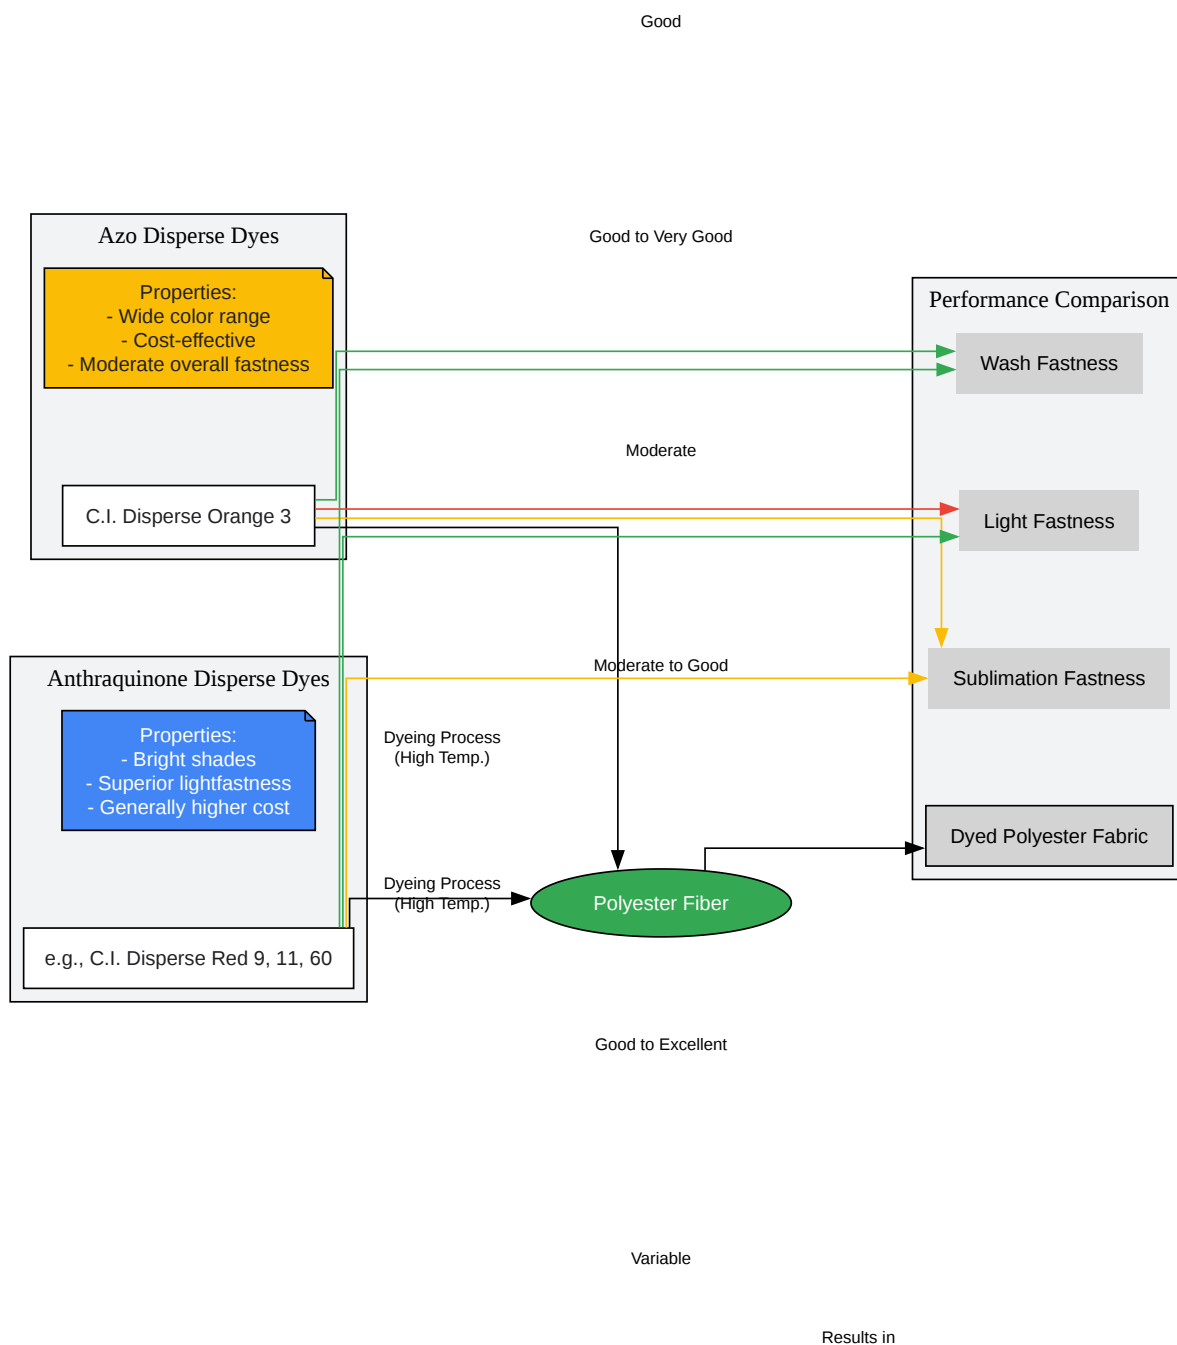 Good
Good to Very Good
Azo Disperse Dyes
Properties:
- Wide color range
- Cost-effective
- Moderate overall fastness
C.I. Disperse Orange 3
Performance Comparison
Wash Fastness
Moderate
Light Fastness
Moderate to Good
Sublimation Fastness
Anthraquinone Disperse Dyes
Properties:
- Bright shades
- Superior lightfastness
- Generally higher cost
Dyeing Process
(High Temp.)
Dyed Polyester Fabric
Dyeing Process
(High Temp.)
Polyester Fiber
e.g., C.I. Disperse Red 9, 11, 60
Good to Excellent
Variable
Results in